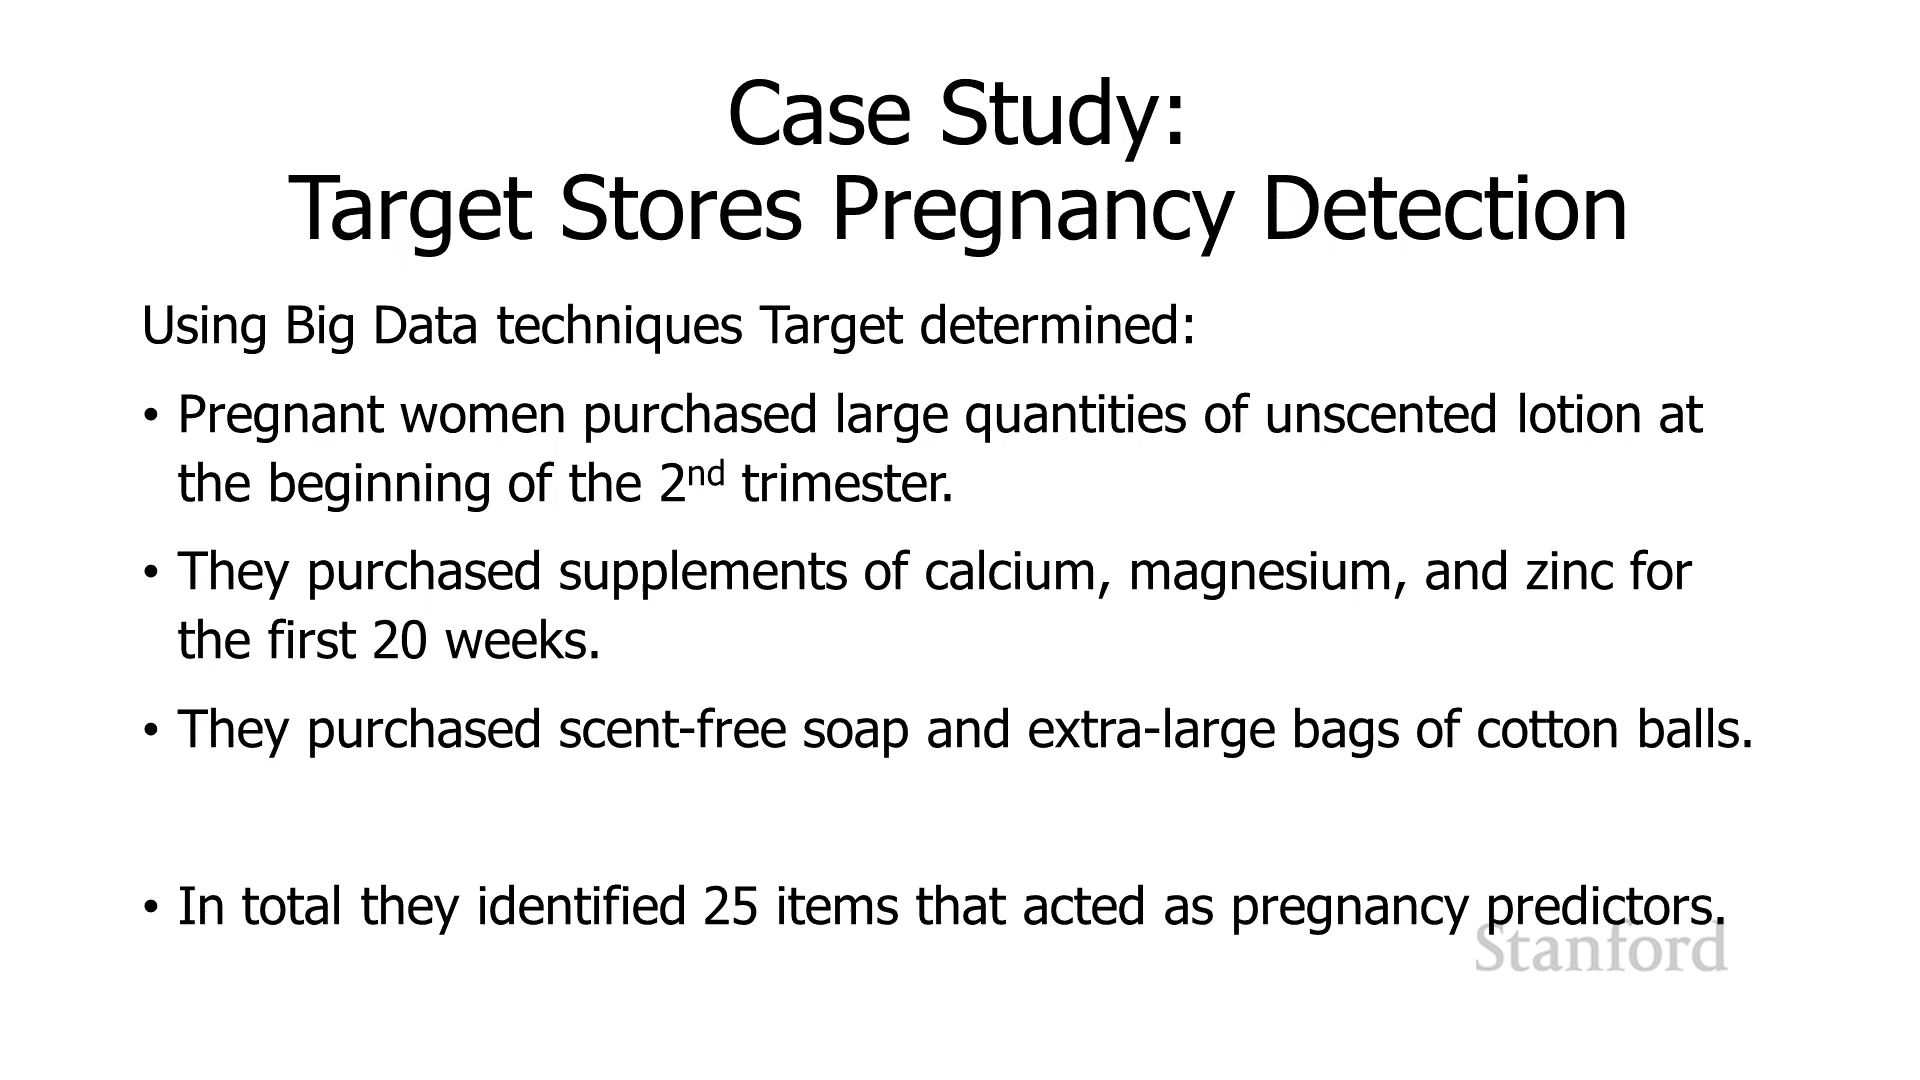 Case Study:
Target Stores Pregnancy Detection
Using Big Data techniques Target determined:
• Pregnant women purchased large quantities of unscented lotion at
the beginning of the 2nd trimester.
• They purchased supplements of calcium, magnesium, and zinc for
the first 20 weeks.
• They purchased scent-free soap and extra-large bags of cotton balls.
• In total they identified 25 items that acted as pregnancy predictors.
Stanford